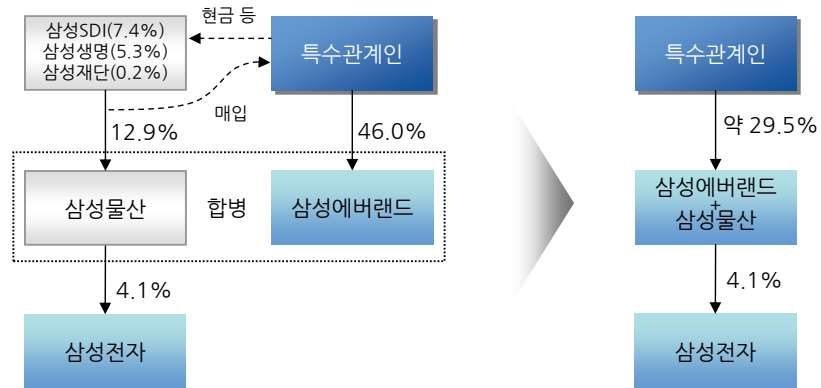 삼성SDI(7.4%)
삼성생명(5.3%)
삼성재단(0.2%)
현금 등
특수관계인
매입
12.9%
46.0%
삼성물산
합병
삼성에버랜드
4.1%
삼성전자
특수관계인
약 29.5%
삼성에버랜드
+
삼성물산
4.1%
삼성전자